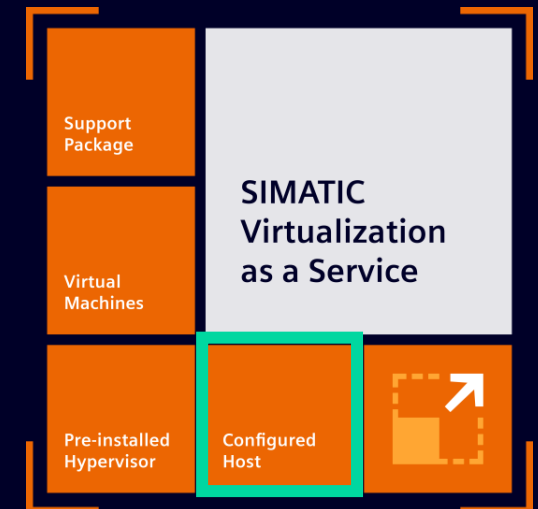 Support
Package
SIMATIC
Virtualization
as a Service
Virtual
Machines
Pre-installed
Hypervisor
Configured
Host